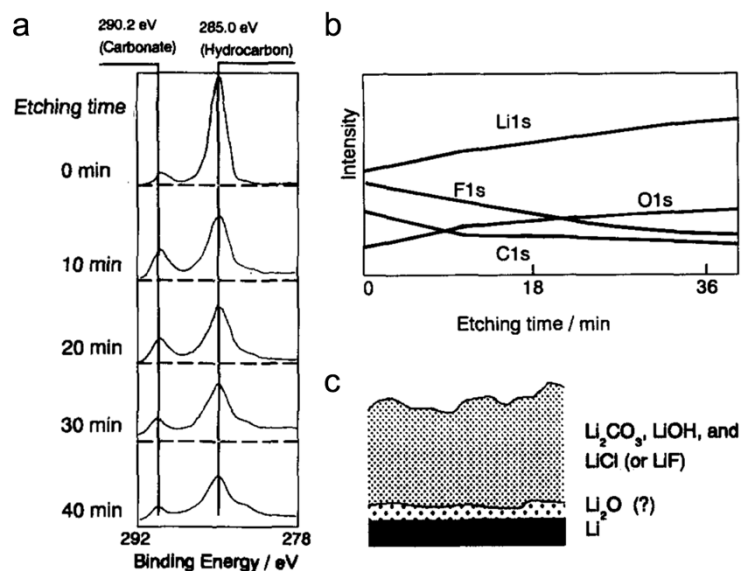 a
290.2 eV
(Carbonate)
285.0 eV
(Hydrocarbon)
Etching time
0 min
10 min
20 min
30 min
40 min
292
278
Binding Energy / eV
b
Intensity
Li1s
F1s
O1s
C1s
0
18
36
Etching time / min
c
Li₂CO₃, LiOH, and
LiCl (or LiF)
Li₂O (?)
Li